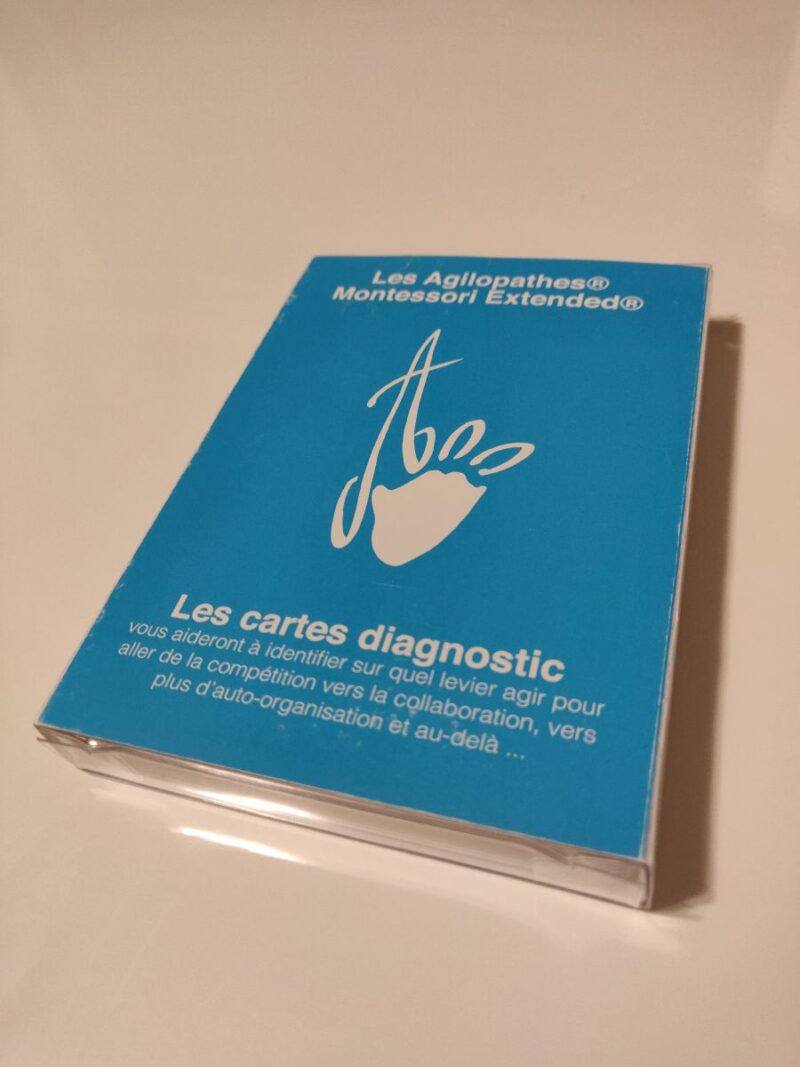 Les Agilopathes®
Montessori Extended®
Les cartes diagnostic
vous aideront à identifier sur quel levier agir pour
aller de la compétition vers la collaboration, vers
plus d'auto-organisation et au-delà ...